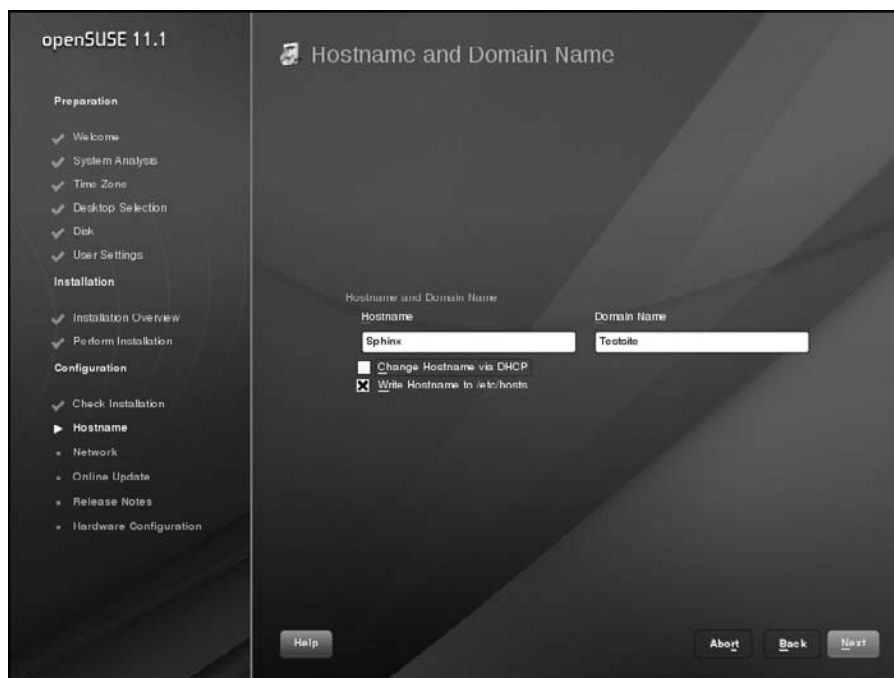 openSUSE 11.1
Preparation
Welcome
System Analysis
Time Zone
Desktop Selection
Disk
User Settings
Installation
Installation Overview
Perform Installation
Configuration
Check Installation
Hostname
Network
Online Update
Release Notes
Hardware Configuration
Hostname and Domain Name
Hostname and Domain Name
Hostname
Domain Name
Sphinx
Testsite
Change Hostname via DHCP
Write Hostname to /etc/hosts
Help
Abort
Back
Next